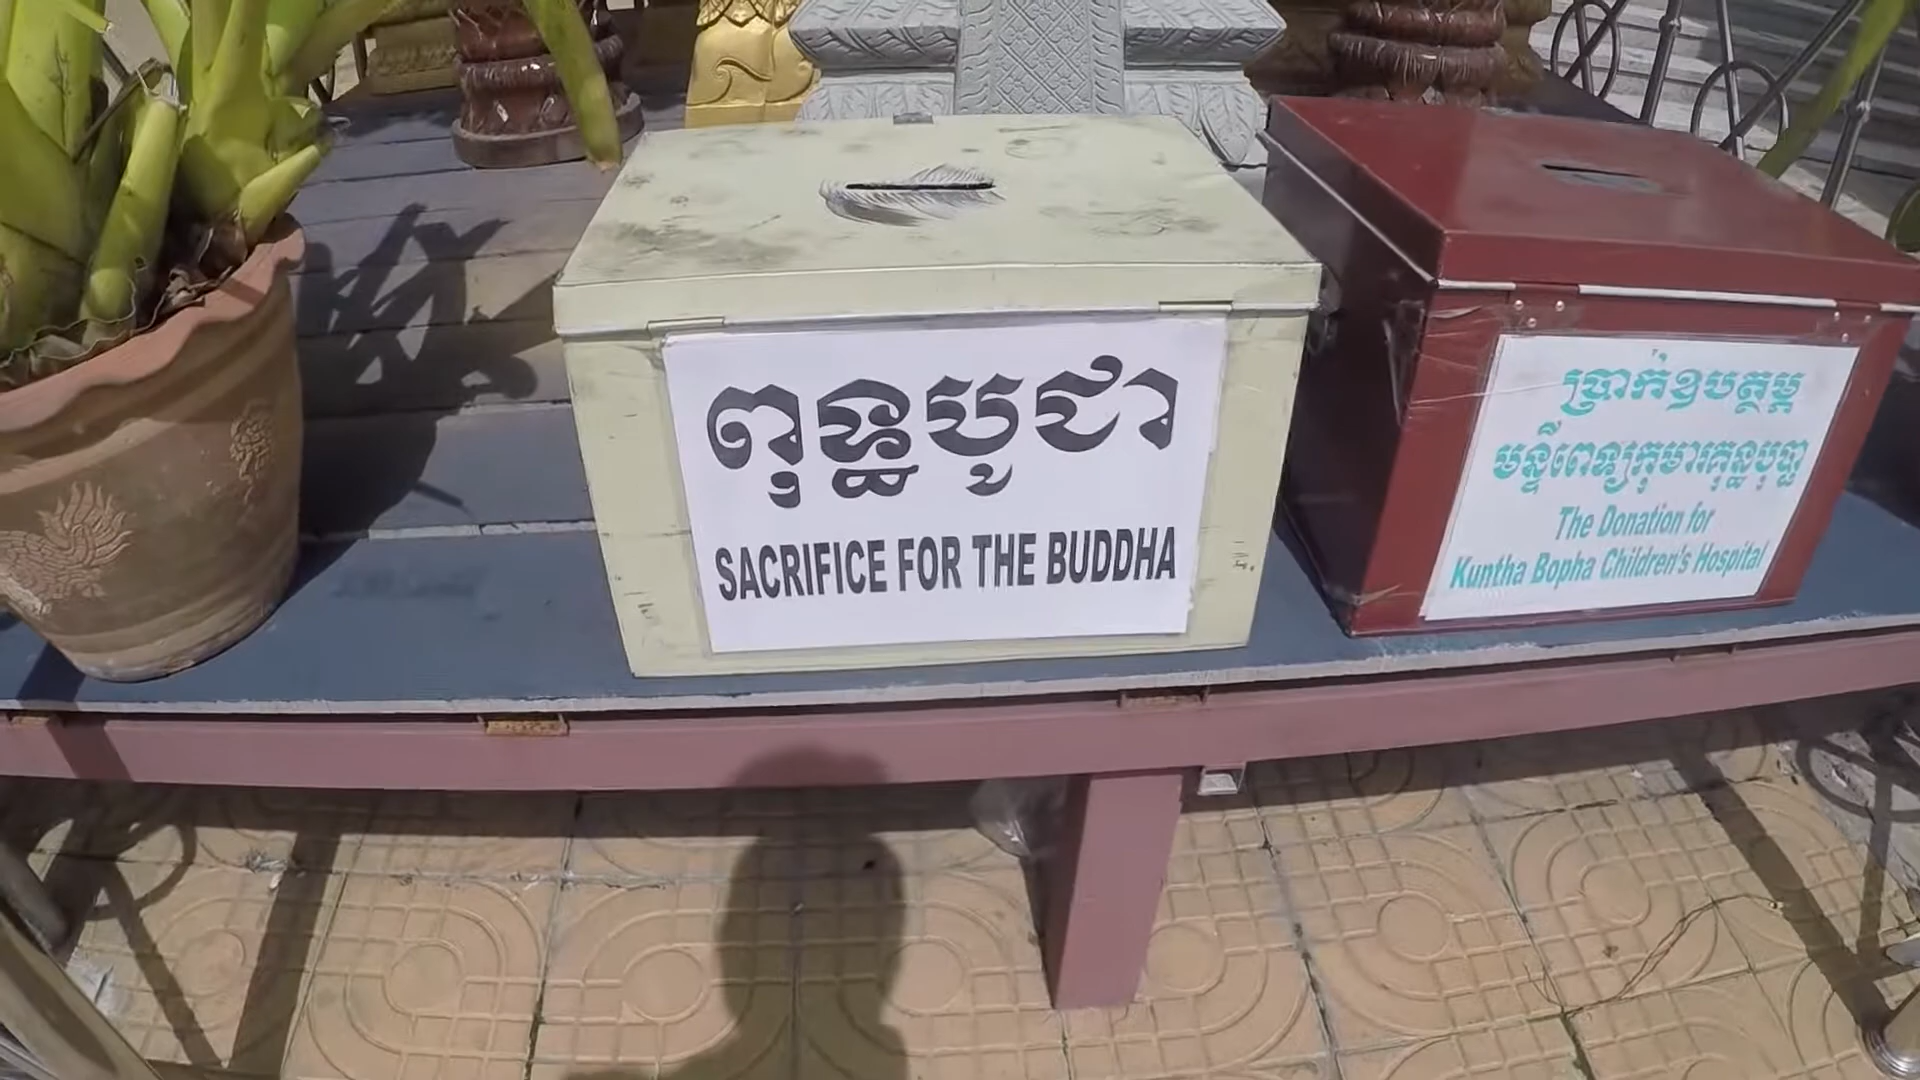 ពុទ្ធបូជា
SACRIFICE FOR THE BUDDHA
ប្រាក់ឧបត្ថម្ភ
មន្ទីរពេទ្យកុមារគន្ធបុប្ផា
The Donation for
Kuntha Bopha Children's Hospital